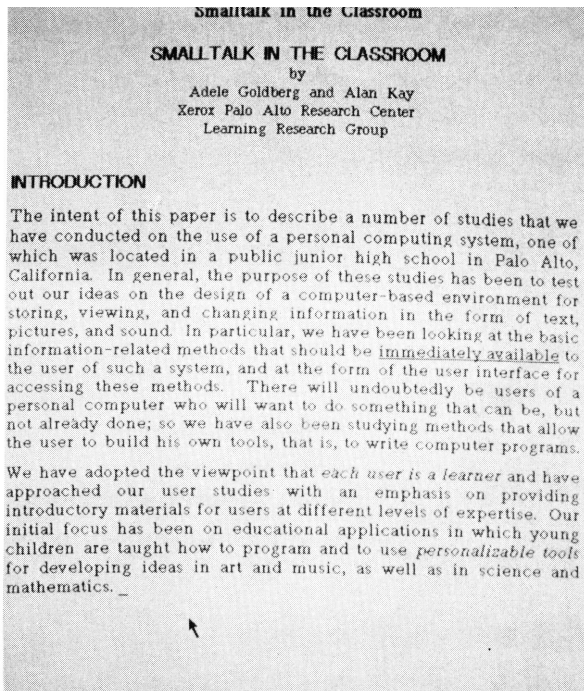 Smalltalk in the Classroom
SMALLTALK IN THE CLASSROOM
by
Adele Goldberg and Alan Kay
Xerox Palo Alto Research Center
Learning Research Group
INTRODUCTION
The intent of this paper is to describe a number of studies that we
have conducted on the use of a personal computing system, one of
which was located in a public junior high school in Palo Alto,
California. In general, the purpose of these studies has been to test
out our ideas on the design of a computer-based environment for
storing, viewing, and changing information in the form of text,
pictures, and sound. In particular, we have been looking at the basic
information-related methods that should be immediately available to
the user of such a system, and at the form of the user interface for
accessing these methods. There will undoubtedly be users of a
personal computer who will want to do something that can be, but
not already done; so we have also been studying methods that allow
the user to build his own tools, that is, to write computer programs.
We have adopted the viewpoint that each user is a learner and have
approached our user studies with an emphasis on providing
introductory materials for users at different levels of expertise. Our
initial focus has been on educational applications in which young
children are taught how to program and to use personalizable tools
for developing ideas in art and music, as well as in science and
mathematics. _